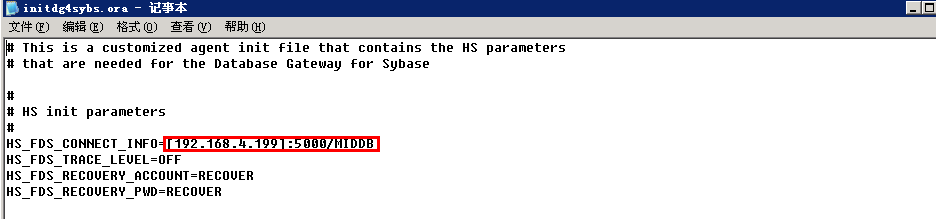 initdg4sybs.ora - 记事本
文件(F) 编辑(E) 格式(O) 查看(V) 帮助(H)
# This is a customized agent init file that contains the HS parameters
# that are needed for the Database Gateway for Sybase
#
# HS init parameters
#
HS_FDS_CONNECT_INFO=[192.168.4.199]:5000/MIDDB
HS_FDS_TRACE_LEVEL=OFF
HS_FDS_RECOVERY_ACCOUNT=RECOVER
HS_FDS_RECOVERY_PWD=RECOVER